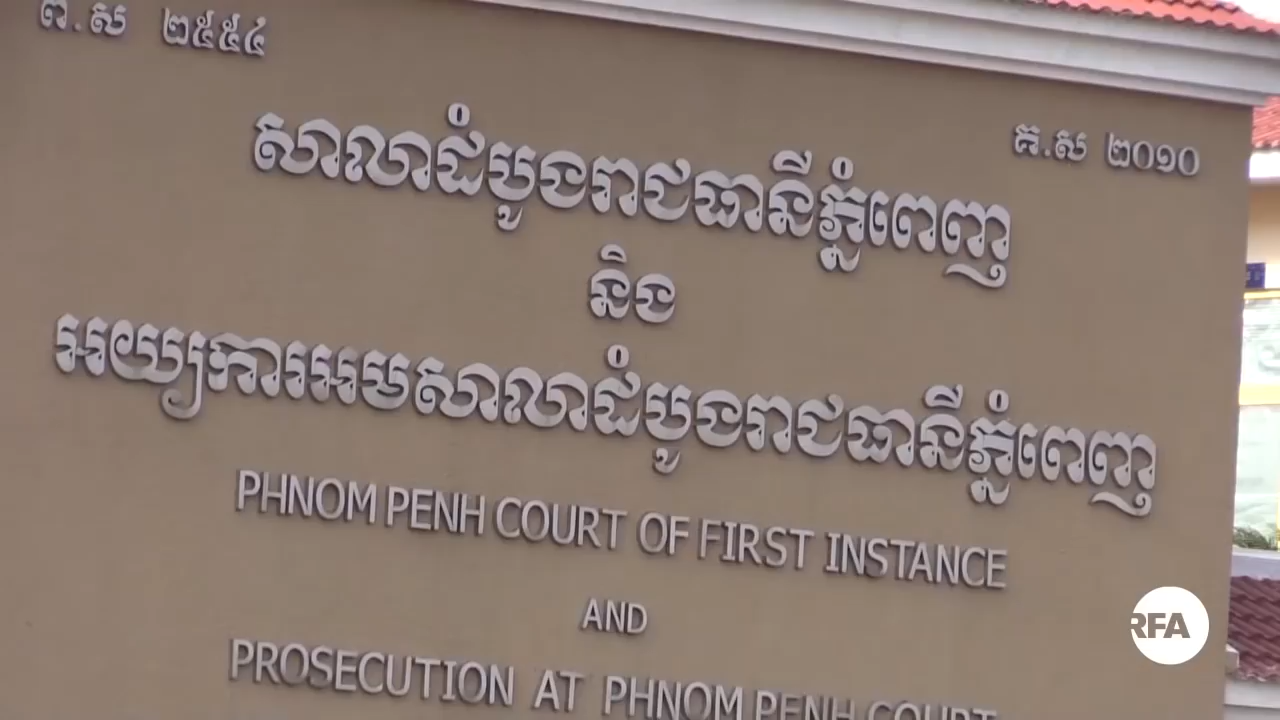 ព.ស ២៥៥៤
គ.ស ២០១០
សាលាដំបូងរាជធានីភ្នំពេញ
និង
អយ្យការអមសាលាដំបូងរាជធានីភ្នំពេញ
PHNOM PENH COURT OF FIRST INSTANCE
AND
PROSECUTION AT PHNOM PENH COURT
RFA